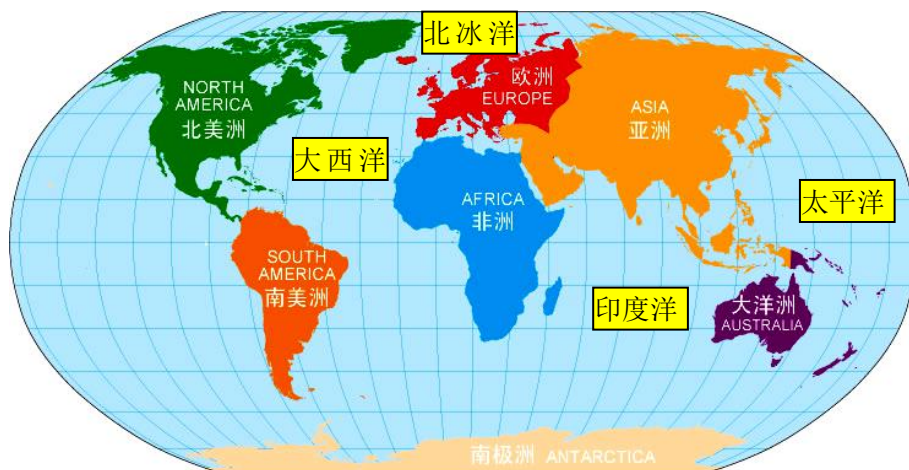 北冰洋
NORTH
AMERICA
北美洲
欧洲
EUROPE
ASIA
亚洲
大西洋
AFRICA
非洲
太平洋
SOUTH
AMERICA
南美洲
印度洋
大洋洲
AUSTRALIA
南极洲 ANTARCTICA